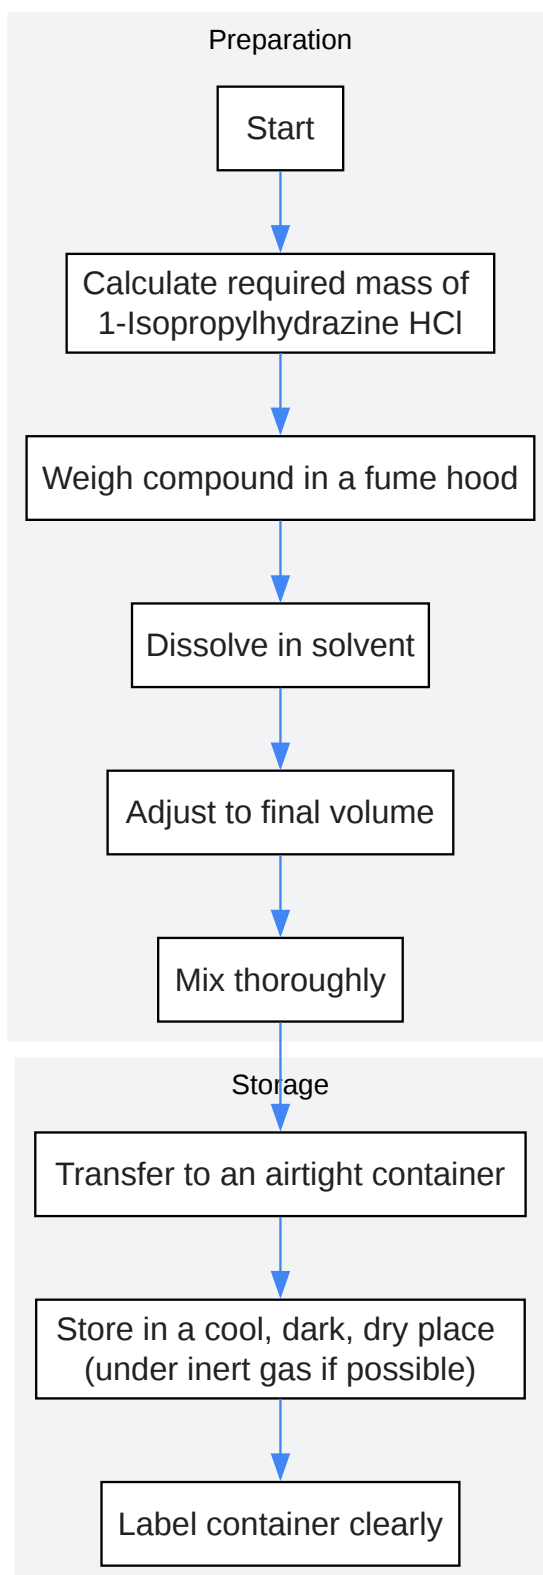 Preparation
Start
Calculate required mass of
1-Isopropylhydrazine HCl
Weigh compound in a fume hood
Dissolve in solvent
Adjust to final volume
Mix thoroughly
Storage
Transfer to an airtight container
Store in a cool, dark, dry place
(under inert gas if possible)
Label container clearly